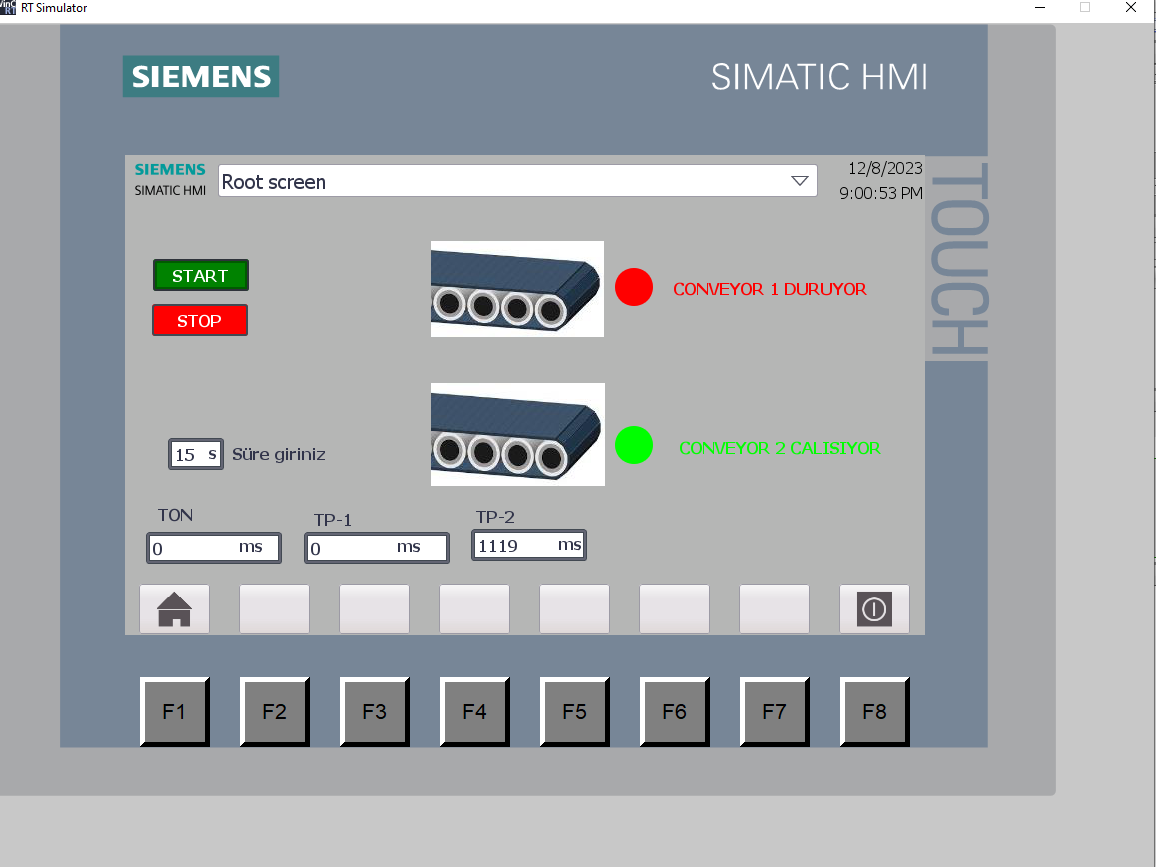 RT Simulator
SIEMENS
SIMATIC HMI
TOUCH
SIEMENS
SIMATIC HMI
Root screen
12/8/2023
9:00:53 PM
START
STOP
CONVEYOR 1 DURUYOR
CONVEYOR 2 CALISIYOR
15 s
Süre giriniz
TON
TP-1
TP-2
0 ms
0 ms
1119 ms
F1
F2
F3
F4
F5
F6
F7
F8